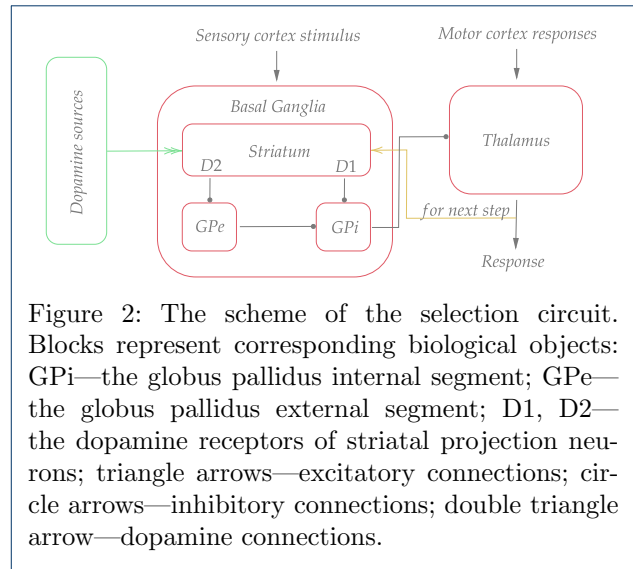 Sensory cortex stimulus
Motor cortex responses
Dopamine sources
Basal Ganglia
Striatum
Thalamus
D2
D1
GPe
GPi
for next step
Response
Figure 2: The scheme of the selection circuit.
Blocks represent corresponding biological objects:
GPi—the globus pallidus internal segment; GPe—
the globus pallidus external segment; D1, D2—
the dopamine receptors of striatal projection neu-
rons; triangle arrows—excitatory connections; cir-
cle arrows—inhibitory connections; double triangle
arrow—dopamine connections.